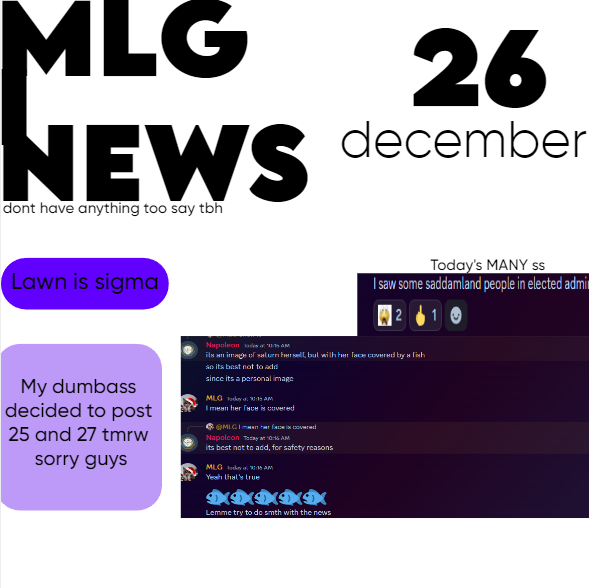 MLG
NEWS
26
december
dont have anything too say tbh
Lawn is sigma
Today's MANY ss
I saw some saddamland people in elected admi
2
1
My dumbass
decided to post
25 and 27 tmrw
sorry guys
Napoleon Today at 10:16 AM
its an image of saturn herself, but with her face covered by a fish
so its best not to add
since its a personal image
MLG Today at 10:16 AM
I mean her face is covered
@MLG I mean her face is covered
Napoleon Today at 10:16 AM
its best not to add, for safety reasons
MLG Today at 10:16 AM
Yeah that's true
Lemme try to do smth with the news